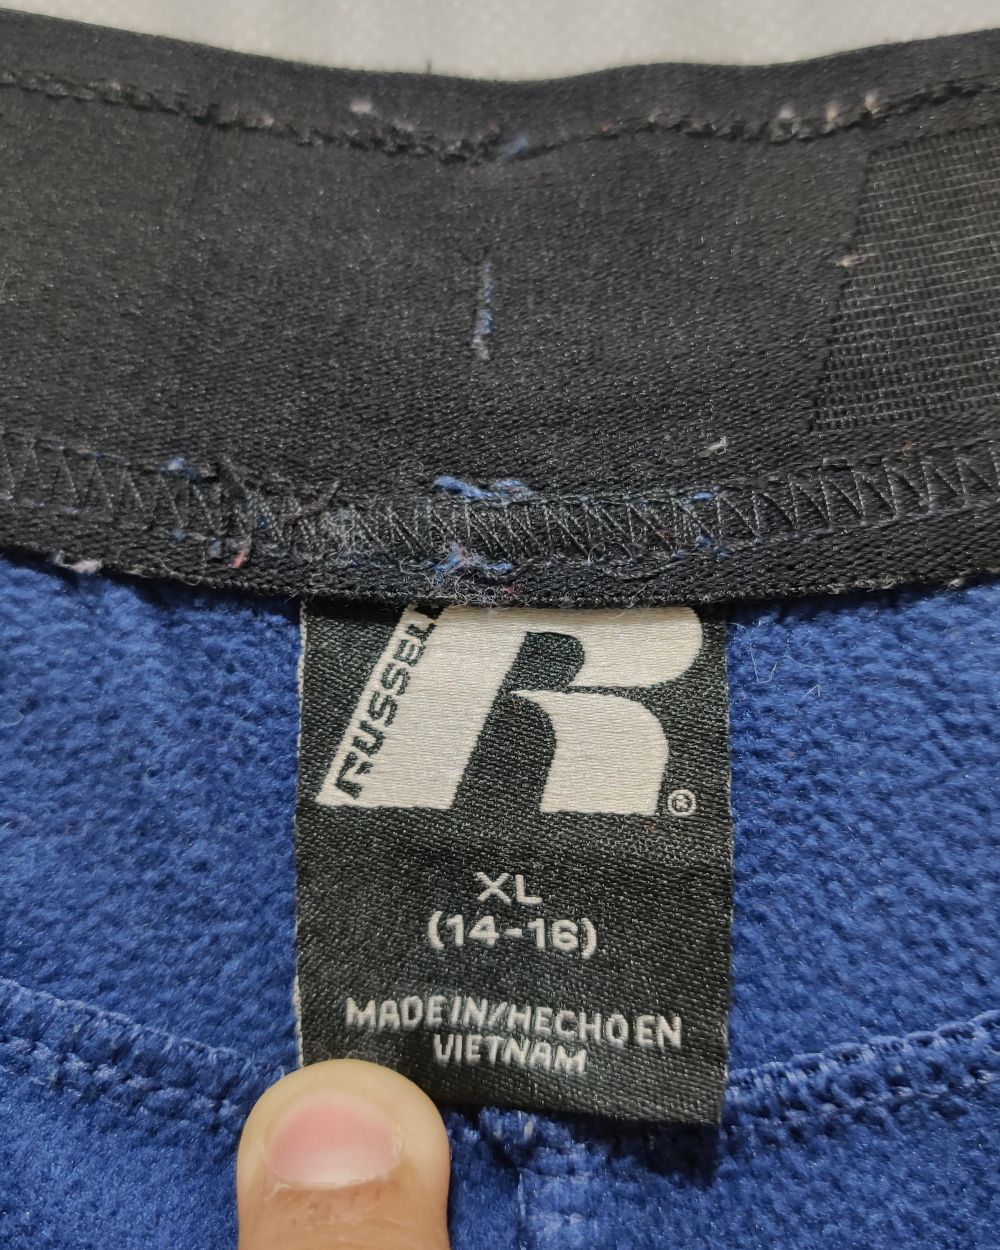 RUSSELL
R
®
XL
(14-16)
MADE IN/HECHO EN
VIETNAM